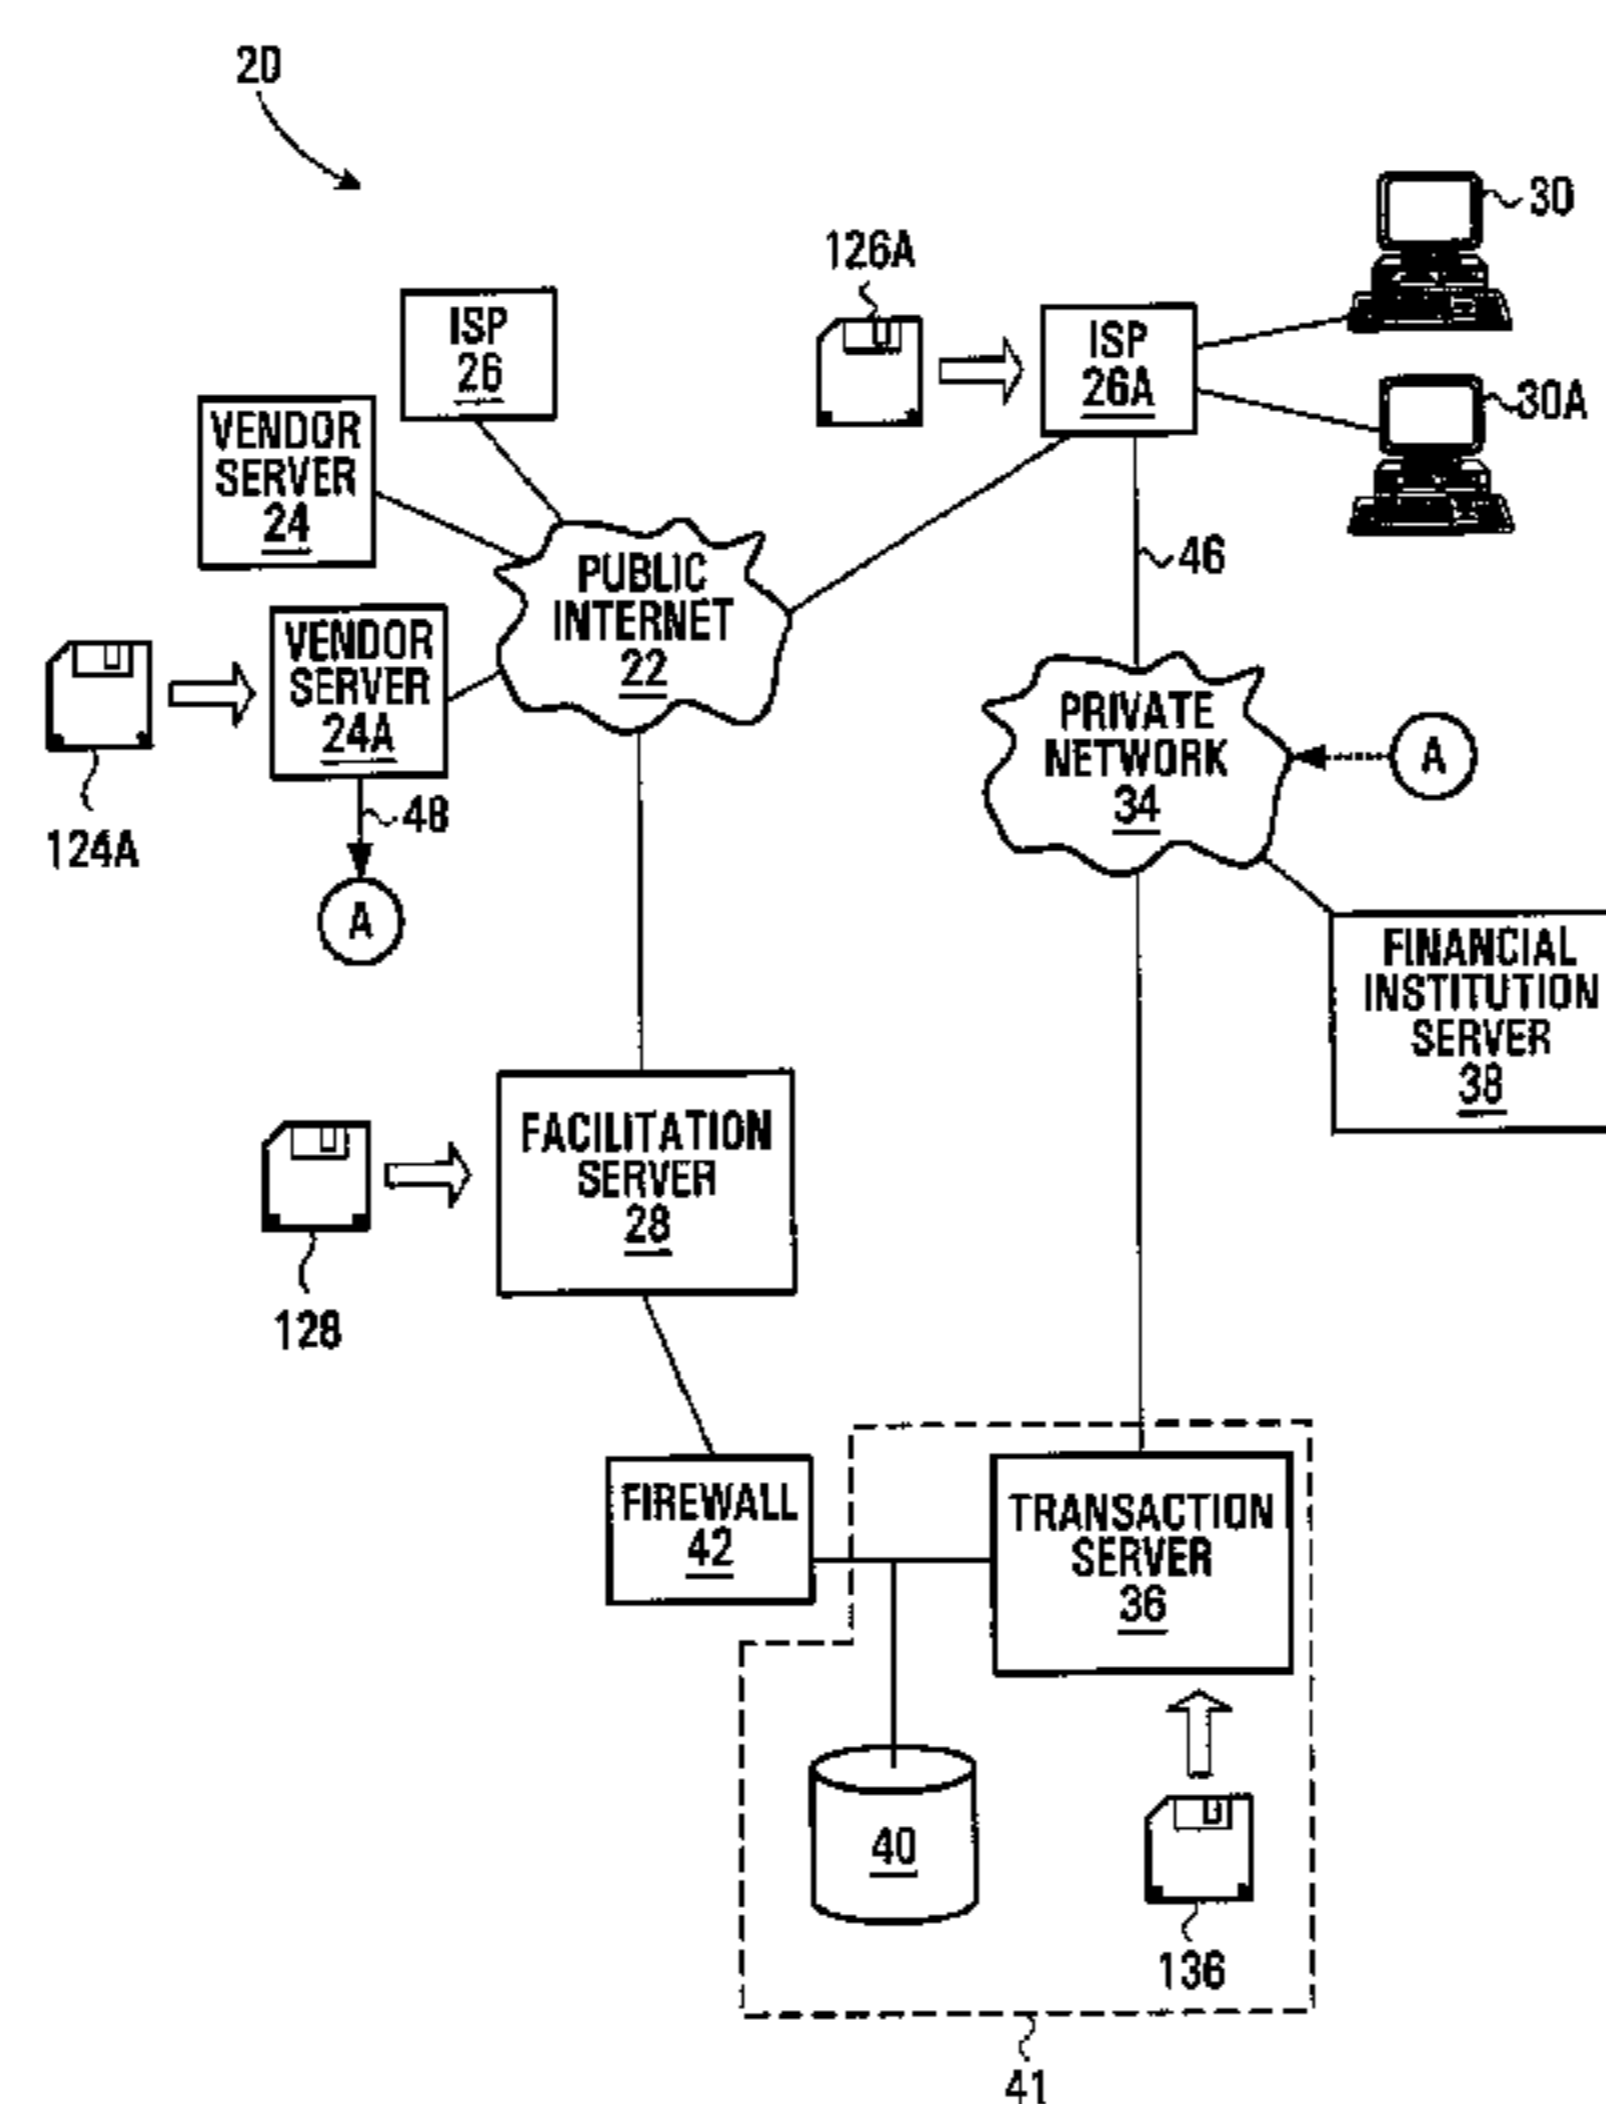 20
30
126A
ISP
26
ISP
26A
30A
VENDOR
SERVER
24
46
PUBLIC
INTERNET
22
VENDOR
SERVER
24A
PRIVATE
NETWORK
34
A
124A
48
A
FINANCIAL
INSTITUTION
SERVER
38
FACILITATION
SERVER
28
128
FIREWALL
42
TRANSACTION
SERVER
36
40
136
41